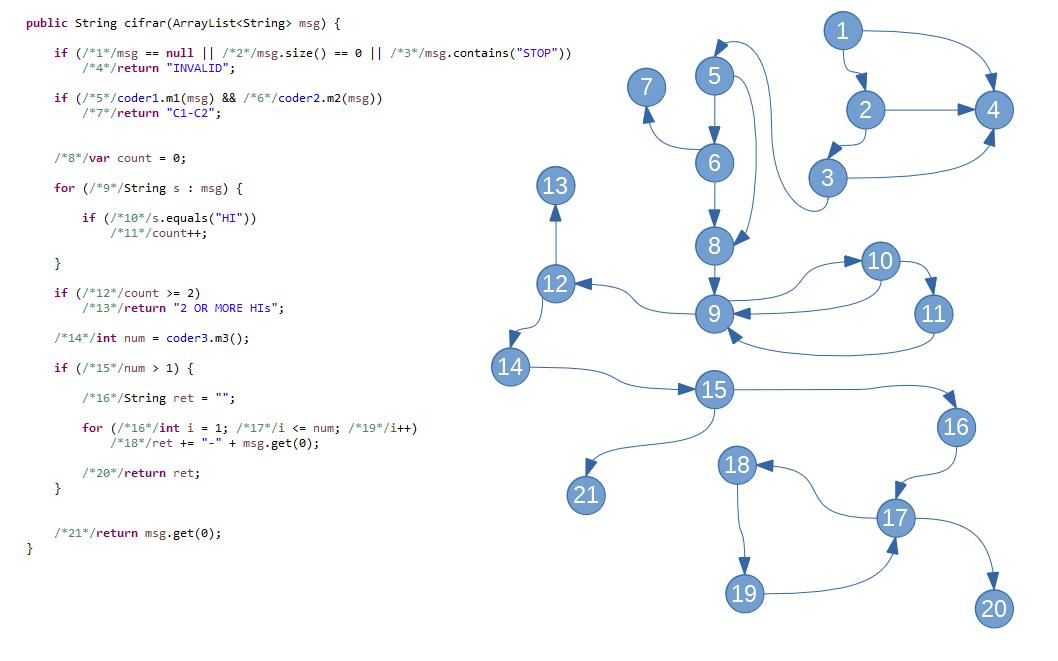 public String cifrar(ArrayList<String> msg) {
if (/*1*/msg == null || /*2*/msg.size() == 0 || /*3*/msg.contains("STOP"))
/*4*/return "INVALID";
if (/*5*/coder1.m1(msg) && /*6*/coder2.m2(msg))
/*7*/return "C1-C2";
/*8*/var count = 0;
for (/*9*/String s : msg) {
if (/*10*/s.equals("HI"))
/*11*/count++;
}
if (/*12*/count >= 2)
/*13*/return "2 OR MORE HIs";
/*14*/int num = coder3.m3();
if (/*15*/num > 1) {
/*16*/String ret = "";
for (/*16*/int i = 1; /*17*/i <= num; /*19*/i++)
/*18*/ret += "-" + msg.get(0);
/*20*/return ret;
}
/*21*/return msg.get(0);
}
1
5
7
2
4
6
3
13
8
10
12
9
11
14
15
16
18
21
17
19
20